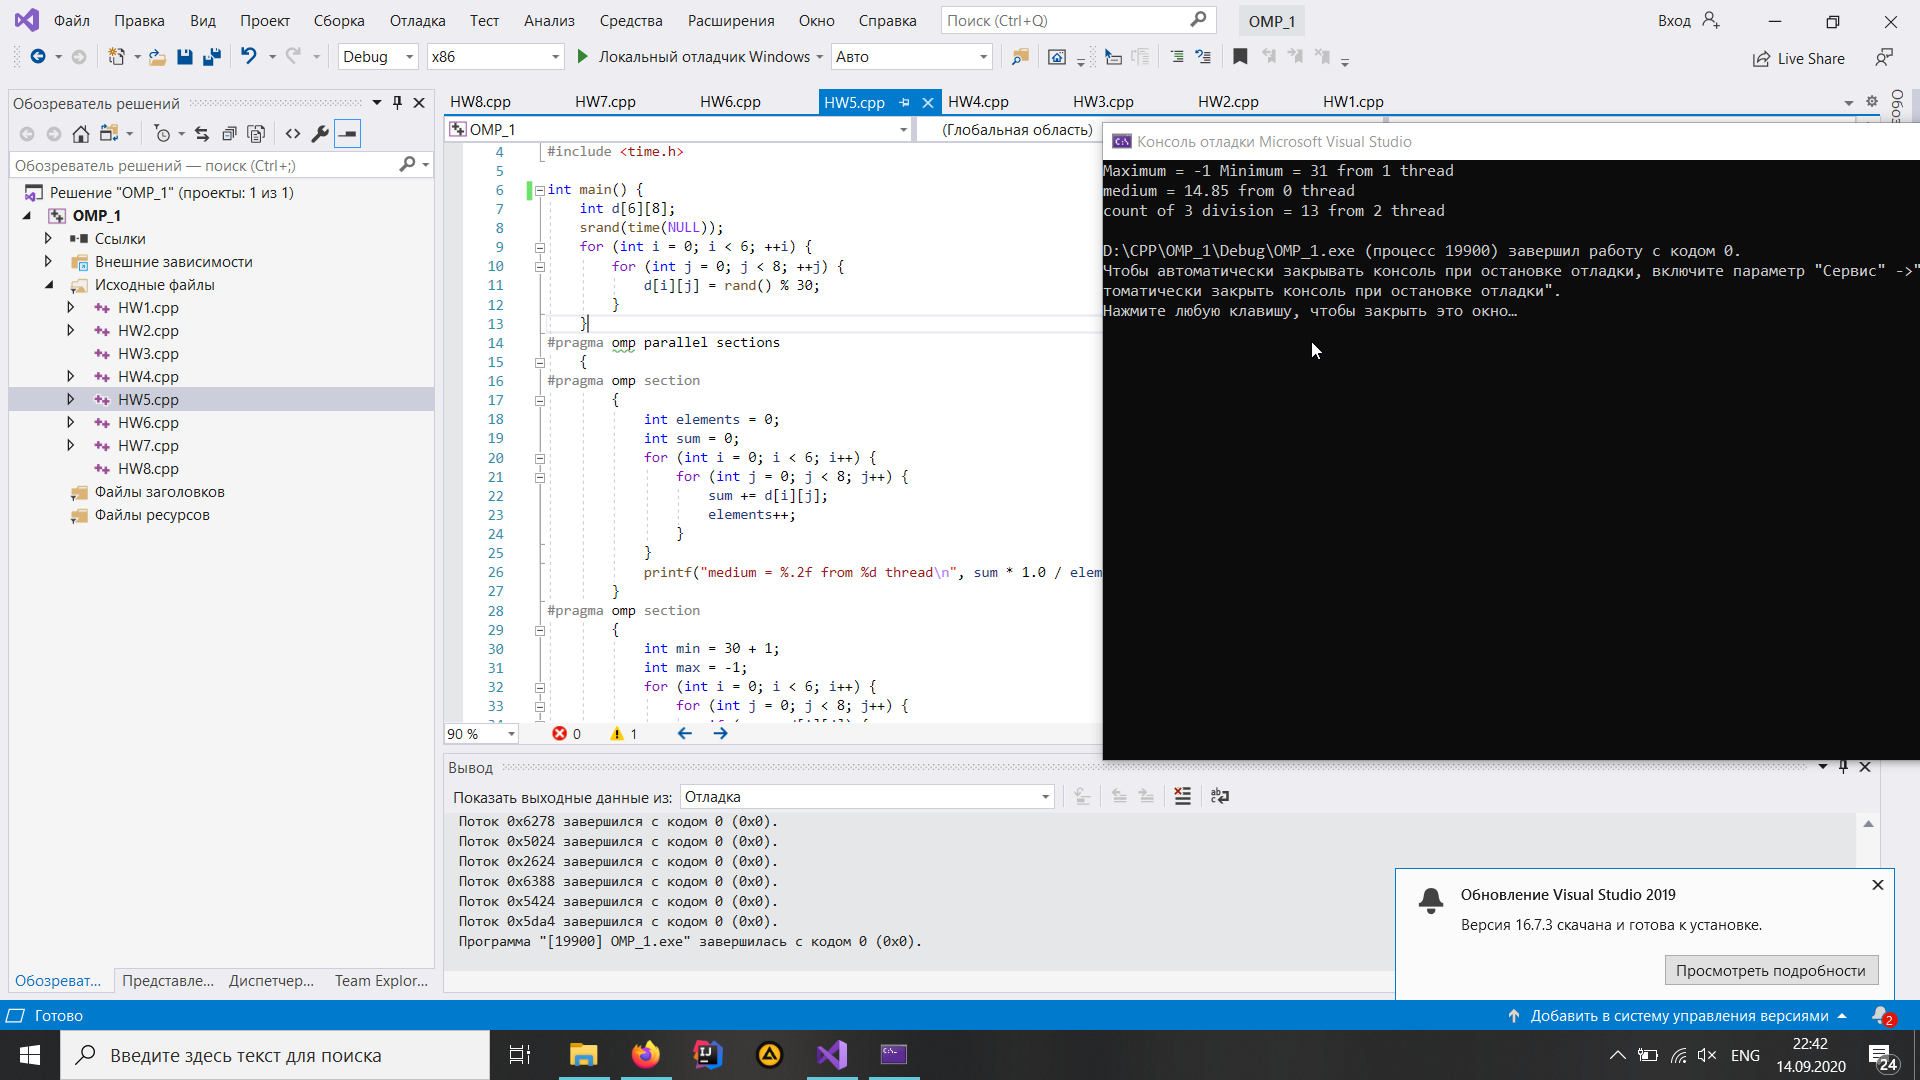 Файл Правка Вид Проект Сборка Отладка Тест Анализ Средства Расширения Окно Справка Поиск (Ctrl+Q) OMP_1 Вход
Debug x86 Локальный отладчик Windows Авто Live Share
Обозреватель решений
Обозреватель решений — поиск (Ctrl+;)
Решение "OMP_1" (проекты: 1 из 1)
OMP_1
Ссылки
Внешние зависимости
Исходные файлы
HW1.cpp
HW2.cpp
HW3.cpp
HW4.cpp
HW5.cpp
HW6.cpp
HW7.cpp
HW8.cpp
Файлы заголовков
Файлы ресурсов
Обозреват... Представле... Диспетчер... Team Explor...
HW8.cpp HW7.cpp HW6.cpp HW5.cpp HW4.cpp HW3.cpp HW2.cpp HW1.cpp
OMP_1 (Глобальная область)
4 #include <time.h>
5
6 int main() {
7 int d[6][8];
8 srand(time(NULL));
9 for (int i = 0; i < 6; ++i) {
10 for (int j = 0; j < 8; ++j) {
11 d[i][j] = rand() % 30;
12 }
13 }
14 #pragma omp parallel sections
15 {
16 #pragma omp section
17 {
18 int elements = 0;
19 int sum = 0;
20 for (int i = 0; i < 6; i++) {
21 for (int j = 0; j < 8; j++) {
22 sum += d[i][j];
23 elements++;
24 }
25 }
26 printf("medium = %.2f from %d thread\n", sum * 1.0 / elem
27 }
28 #pragma omp section
29 {
30 int min = 30 + 1;
31 int max = -1;
32 for (int i = 0; i < 6; i++) {
33 for (int j = 0; j < 8; j++) {
90 % 0 1
Консоль отладки Microsoft Visual Studio
Maximum = -1 Minimum = 31 from 1 thread
medium = 14.85 from 0 thread
count of 3 division = 13 from 2 thread
D:\CPP\OMP_1\Debug\OMP_1.exe (процесс 19900) завершил работу с кодом 0.
Чтобы автоматически закрывать консоль при остановке отладки, включите параметр "Сервис" ->"
томатически закрыть консоль при остановке отладки".
Нажмите любую клавишу, чтобы закрыть это окно…
Вывод
Показать выходные данные из: Отладка
Поток 0x6278 завершился с кодом 0 (0x0).
Поток 0x5024 завершился с кодом 0 (0x0).
Поток 0x2624 завершился с кодом 0 (0x0).
Поток 0x6388 завершился с кодом 0 (0x0).
Поток 0x5424 завершился с кодом 0 (0x0).
Поток 0x5da4 завершился с кодом 0 (0x0).
Программа "[19900] OMP_1.exe" завершилась с кодом 0 (0x0).
Обновление Visual Studio 2019
Версия 16.7.3 скачана и готова к установке.
Просмотреть подробности
Готово Добавить в систему управления версиями 2
Введите здесь текст для поиска ENG 22:42
14.09.2020 24